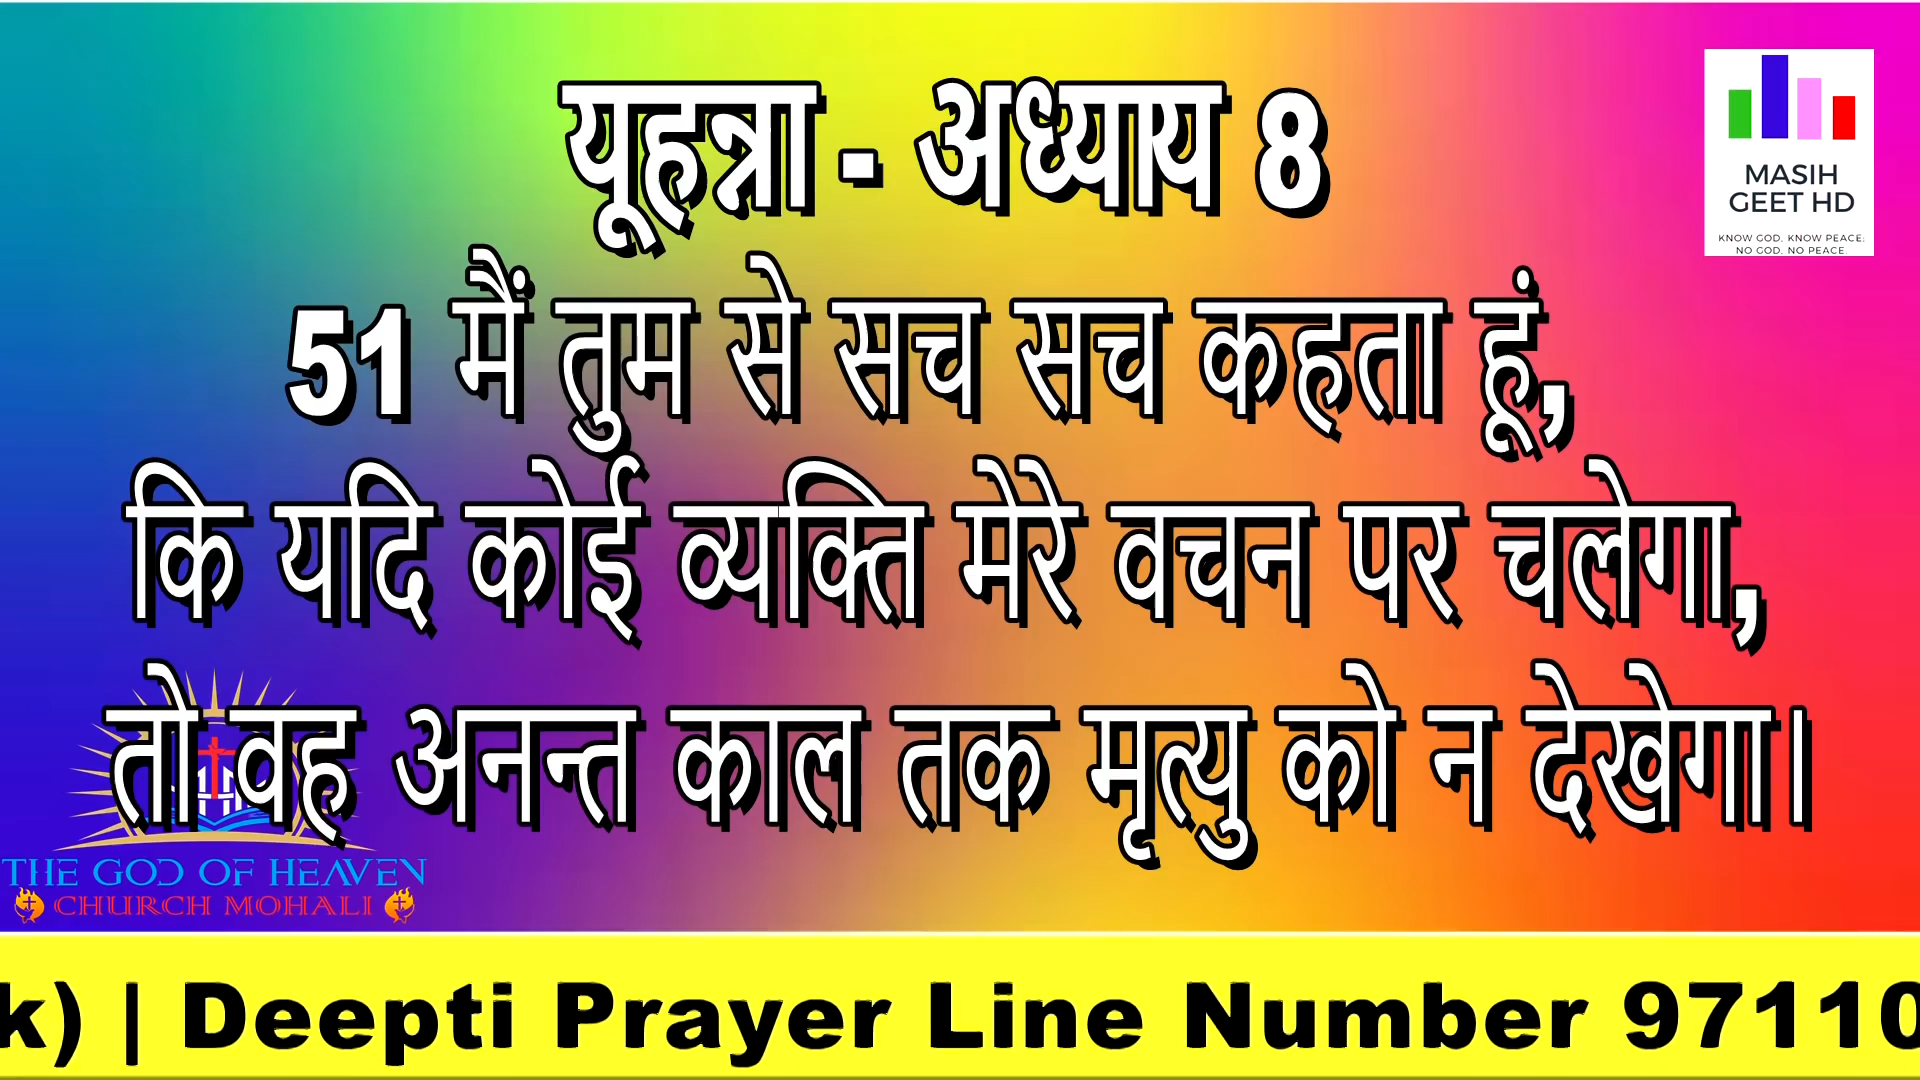 यूहन्ना - अध्याय 8
MASIH
GEET HD
KNOW GOD, KNOW PEACE;
NO GOD, NO PEACE.
51 मैं तुम से सच सच कहता हूं,
कि यदि कोई व्यक्ति मेरे वचन पर चलेगा,
तो वह अनन्त काल तक मृत्यु को न देखेगा।
THE GOD OF HEAVEN
CHURCH MOHALI
k) | Deepti Prayer Line Number 97110